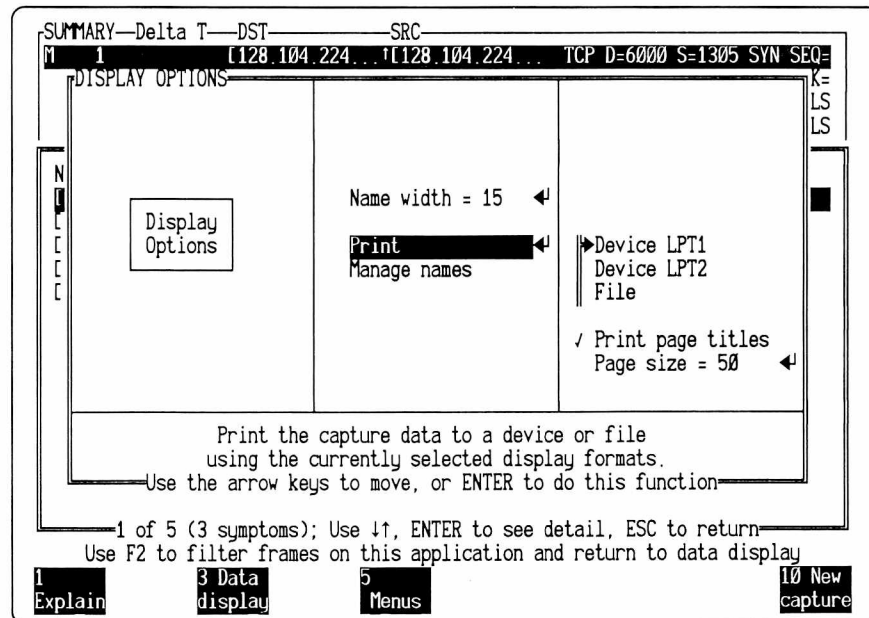 SUMMARY—Delta T—DST—SRC
M 1 [128.104.224...↑[128.104.224... TCP D=6000 S=1305 SYN SEQ=
DISPLAY OPTIONS K=
LS
LS
N
[
[
[
[
[
Display
Options
Name width = 15 ↵
Print ↵
Manage names
Device LPT1
Device LPT2
File
√ Print page titles
Page size = 50 ↵
Print the capture data to a device or file
using the currently selected display formats.
Use the arrow keys to move, or ENTER to do this function
1 of 5 (3 symptoms); Use ↓↑, ENTER to see detail, ESC to return
Use F2 to filter frames on this application and return to data display
1 Explain
3 Data display
5 Menus
10 New capture